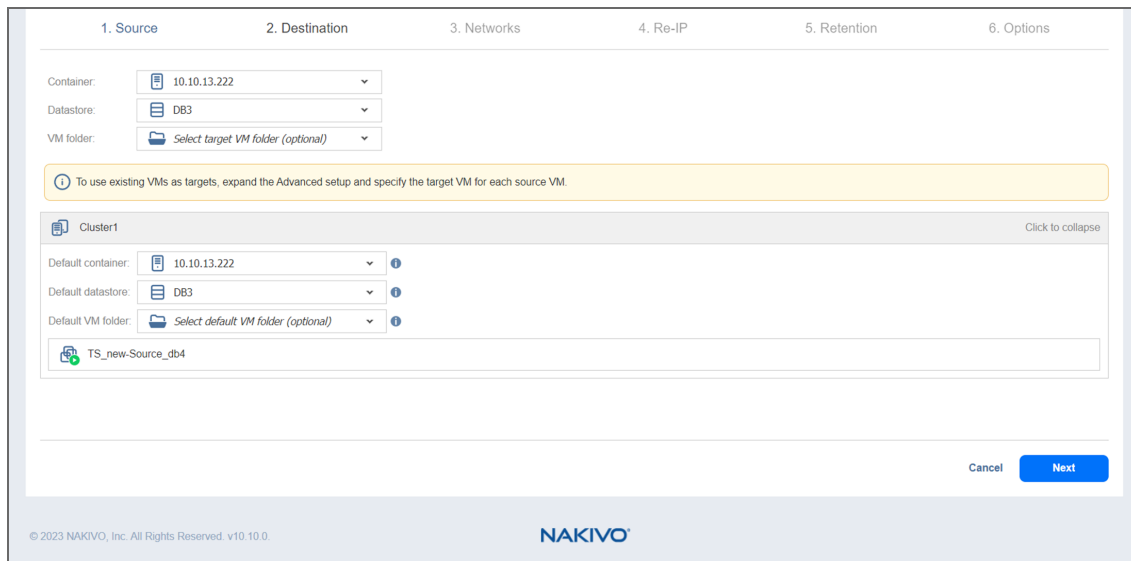 1. Source 2. Destination 3. Networks 4. Re-IP 5. Retention 6. Options
Container: 10.10.13.222
Datastore: DB3
VM folder: Select target VM folder (optional)
To use existing VMs as targets, expand the Advanced setup and specify the target VM for each source VM.
Cluster1 Click to collapse
Default container: 10.10.13.222
Default datastore: DB3
Default VM folder: Select default VM folder (optional)
TS_new-Source_db4
Cancel Next
© 2023 NAKIVO, Inc. All Rights Reserved. v10.10.0. NAKIVO®